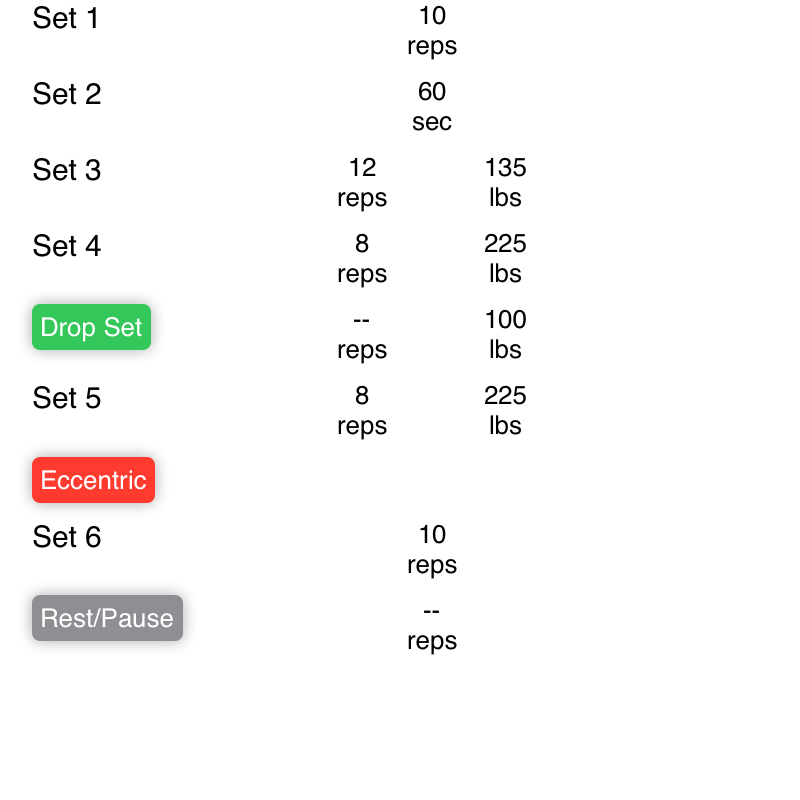 Set 1 10
reps
Set 2 60
sec
Set 3 12 135
reps lbs
Set 4 8 225
reps lbs
Drop Set -- 100
reps lbs
Set 5 8 225
reps lbs
Eccentric
Set 6 10
reps
Rest/Pause --
reps